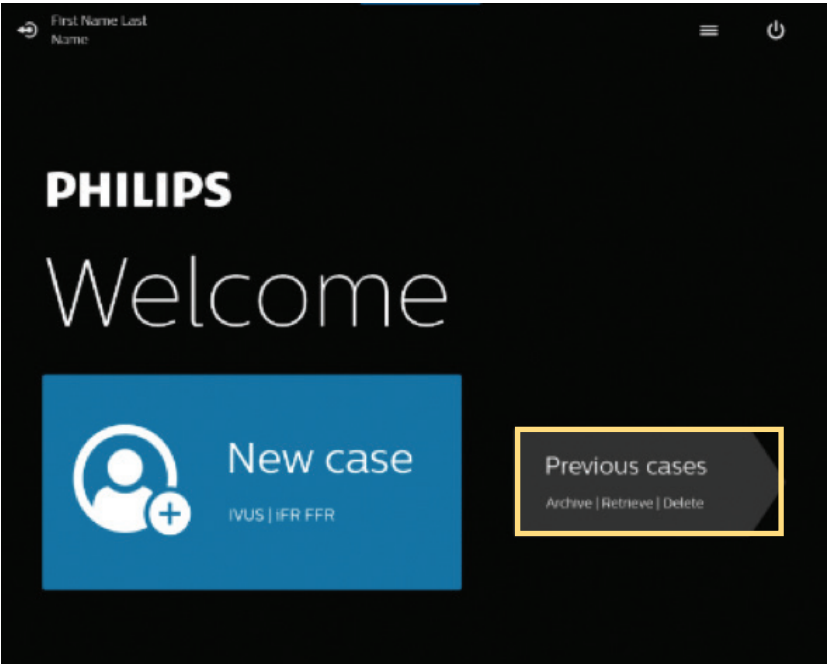 First Name Last
Name
PHILIPS
Welcome
New case
IVUS | iFR FFR
Previous cases
Archive | Retrieve | Delete